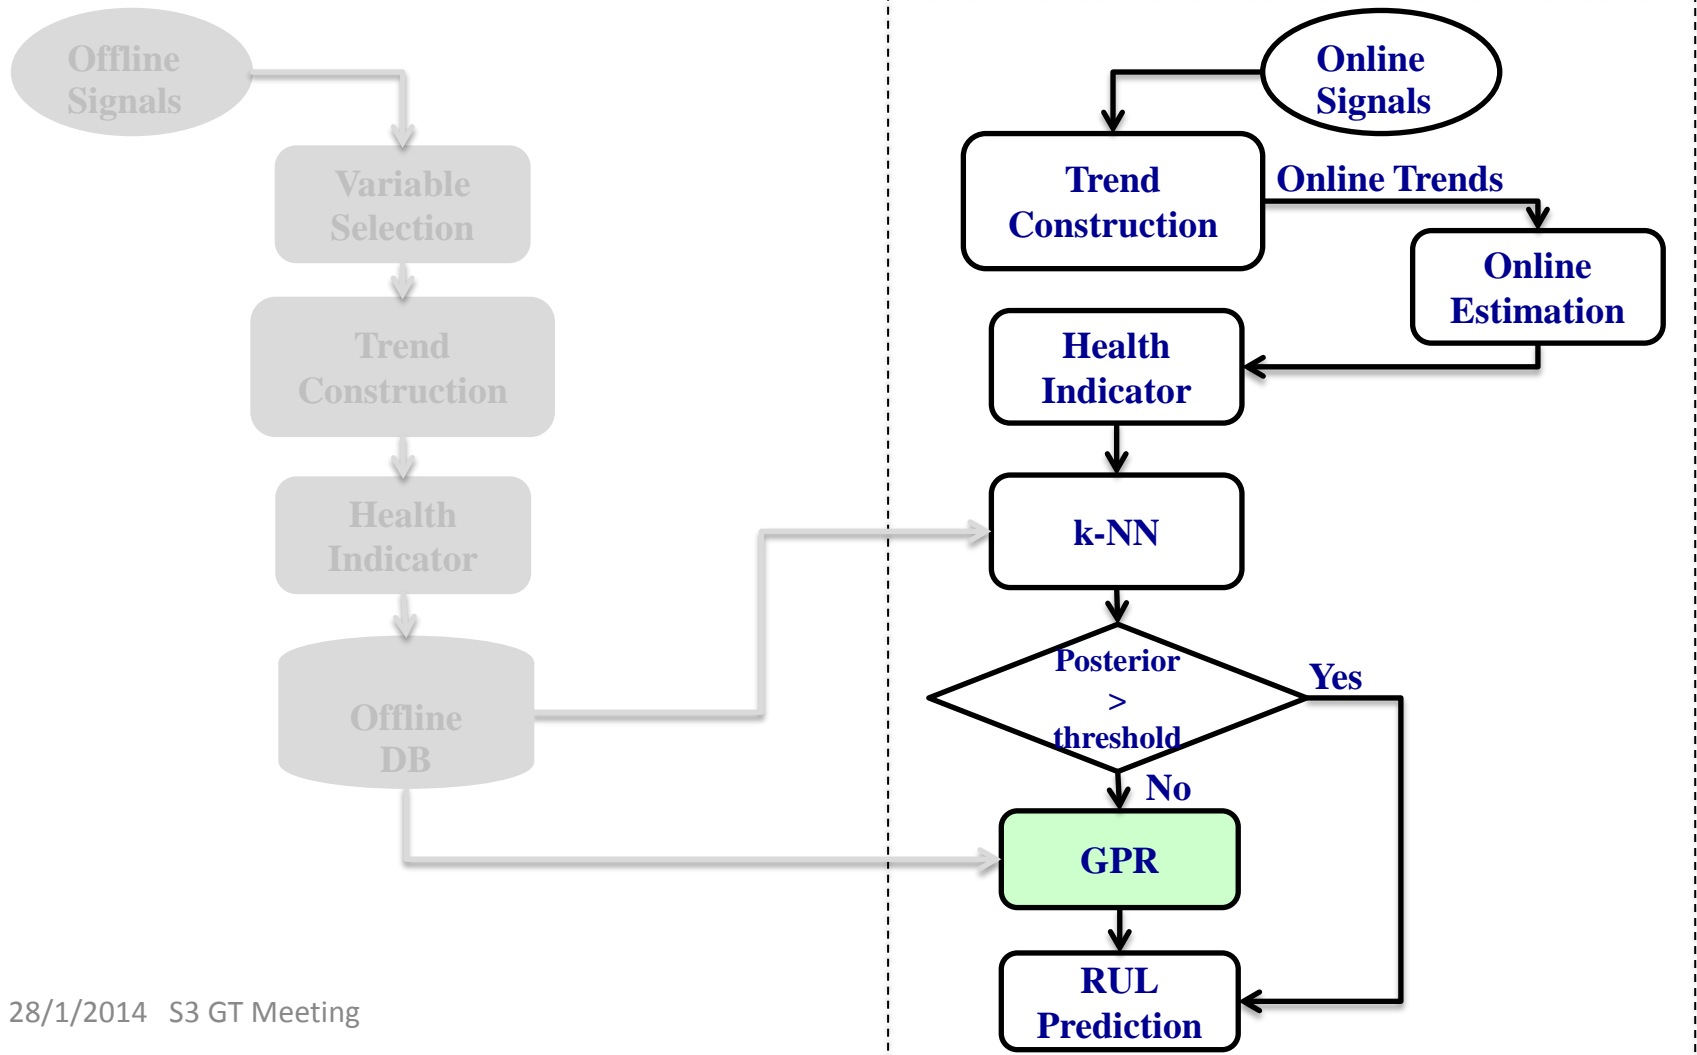 Offline
Signals
Variable
Selection
Trend
Construction
Health
Indicator
Offline
DB
Online
Signals
Trend
Construction
Online Trends
Online
Estimation
Health
Indicator
k-NN
Posterior
>
threshold
Yes
No
GPR
RUL
Prediction
28/1/2014 S3 GT Meeting